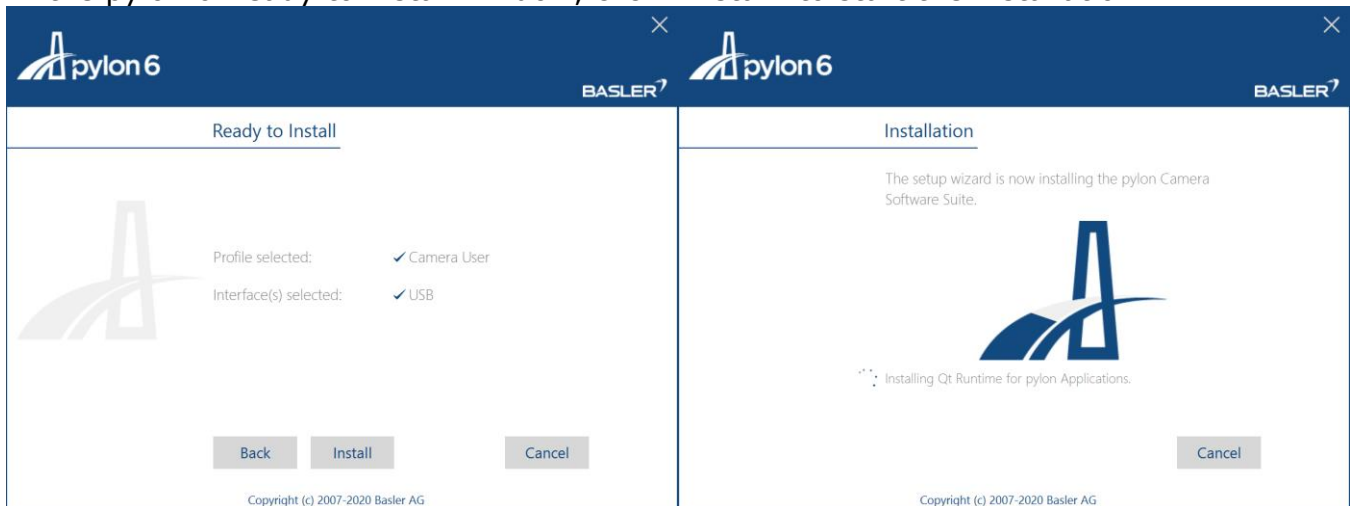 pylon 6
BASLER
Ready to Install
Profile selected: ✓ Camera User
Interface(s) selected: ✓ USB
Back Install Cancel
Copyright (c) 2007-2020 Basler AG
pylon 6
BASLER
Installation
The setup wizard is now installing the pylon Camera
Software Suite.
Installing Qt Runtime for pylon Applications.
Cancel
Copyright (c) 2007-2020 Basler AG